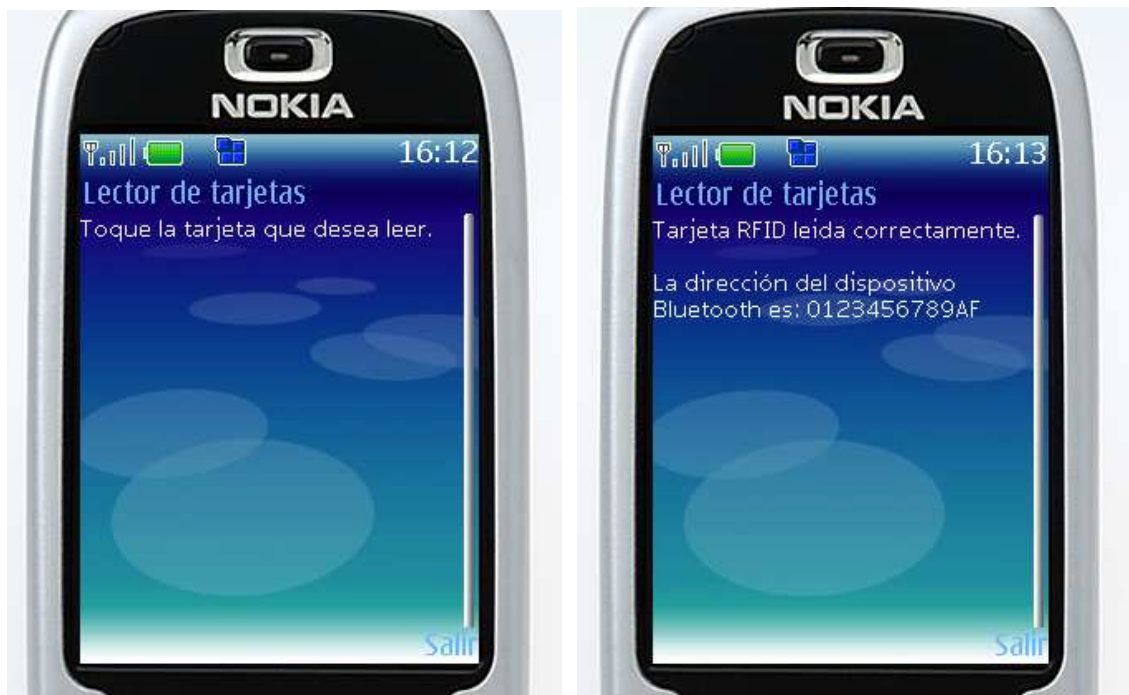 NOKIA
16:12
Lector de tarjetas
Toque la tarjeta que desea leer.
Salir
NOKIA
16:13
Lector de tarjetas
Tarjeta RFID leida correctamente.
La dirección del dispositivo
Bluetooth es: 0123456789AF
Salir